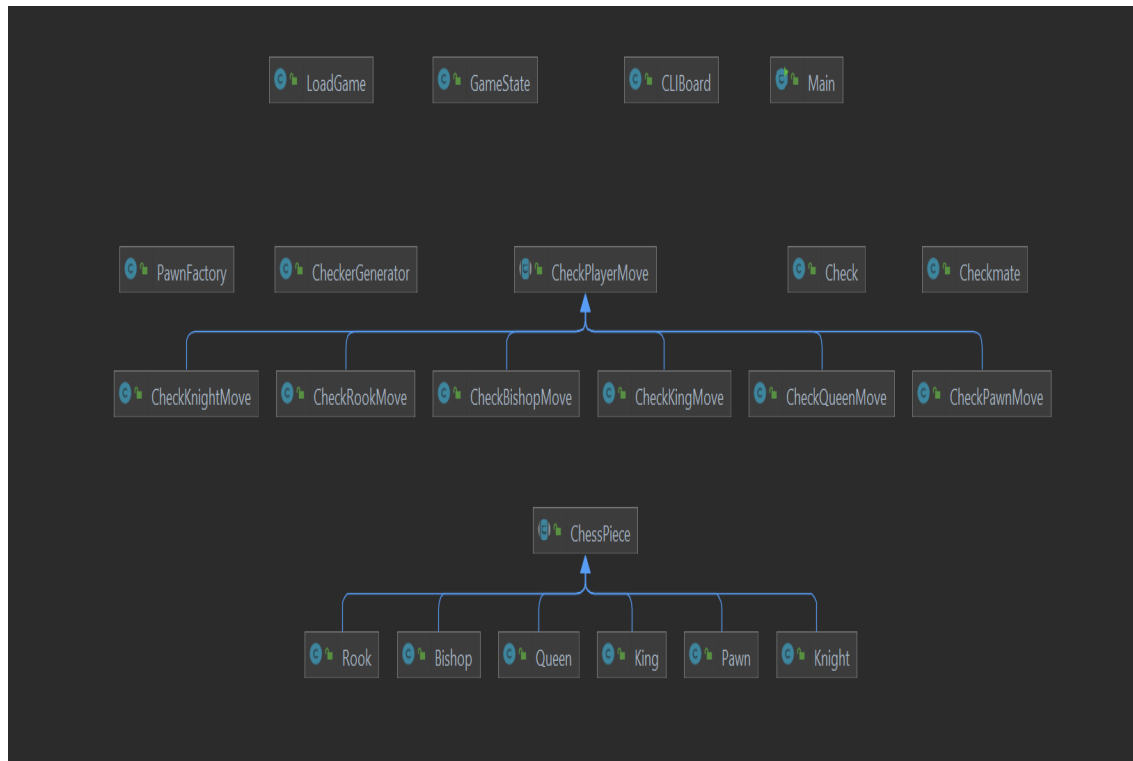 LoadGame
GameState
CLIBoard
Main
PawnFactory
CheckerGenerator
CheckPlayerMove
Check
Checkmate
CheckKnightMove
CheckRookMove
CheckBishopMove
CheckKingMove
CheckQueenMove
CheckPawnMove
ChessPiece
Rook
Bishop
Queen
King
Pawn
Knight